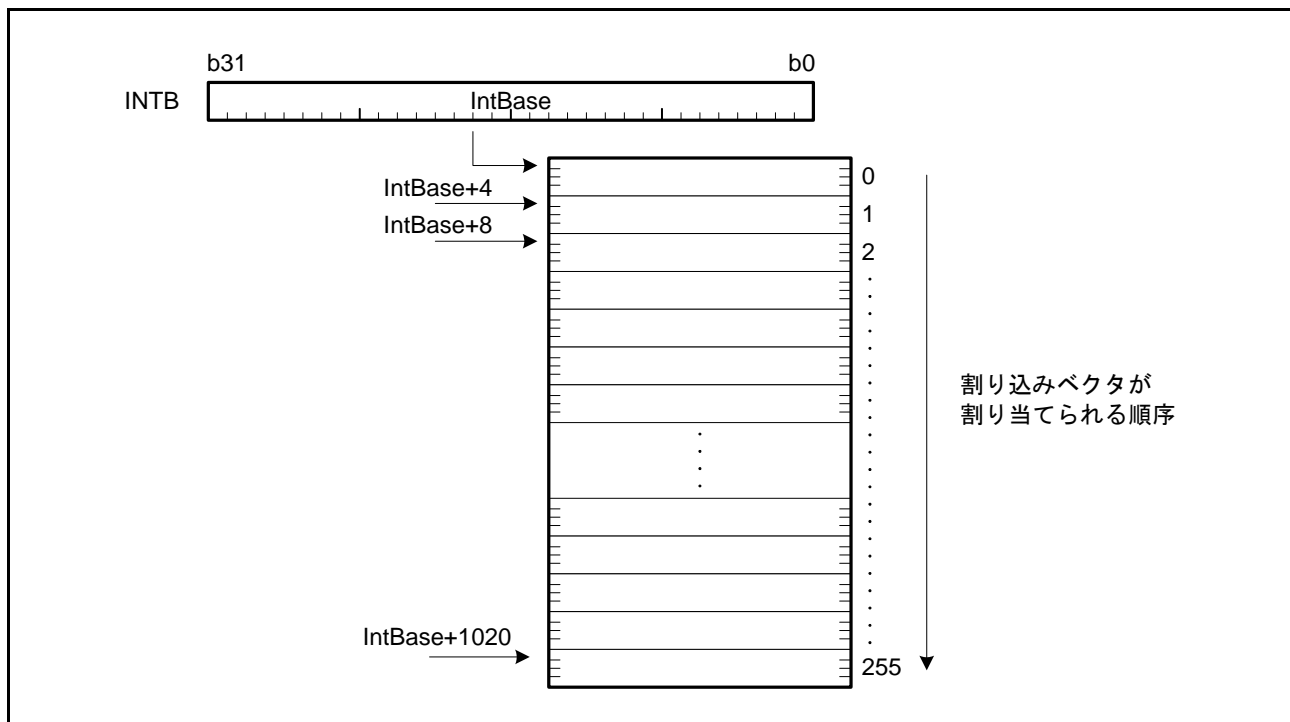 b31 b0
INTB IntBase
0
IntBase+4
1
IntBase+8
2
割り込みベクタが
割り当てられる順序
IntBase+1020
255